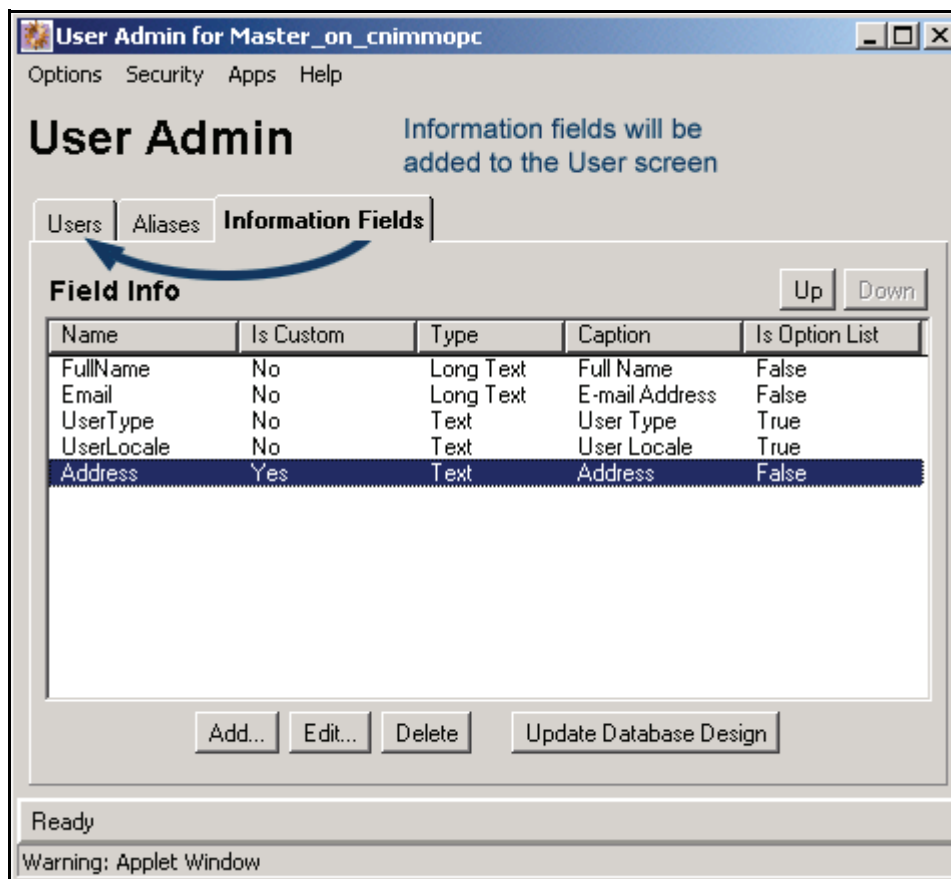 User Admin for Master_on_cnimmopc
Options Security Apps Help
User Admin
Information fields will be
added to the User screen
Users Aliases Information Fields
Field Info Up Down
Name Is Custom Type Caption Is Option List
FullName No Long Text Full Name False
Email No Long Text E-mail Address False
UserType No Text User Type True
UserLocale No Text User Locale True
Address Yes Text Address False
Add... Edit... Delete Update Database Design
Ready
Warning: Applet Window